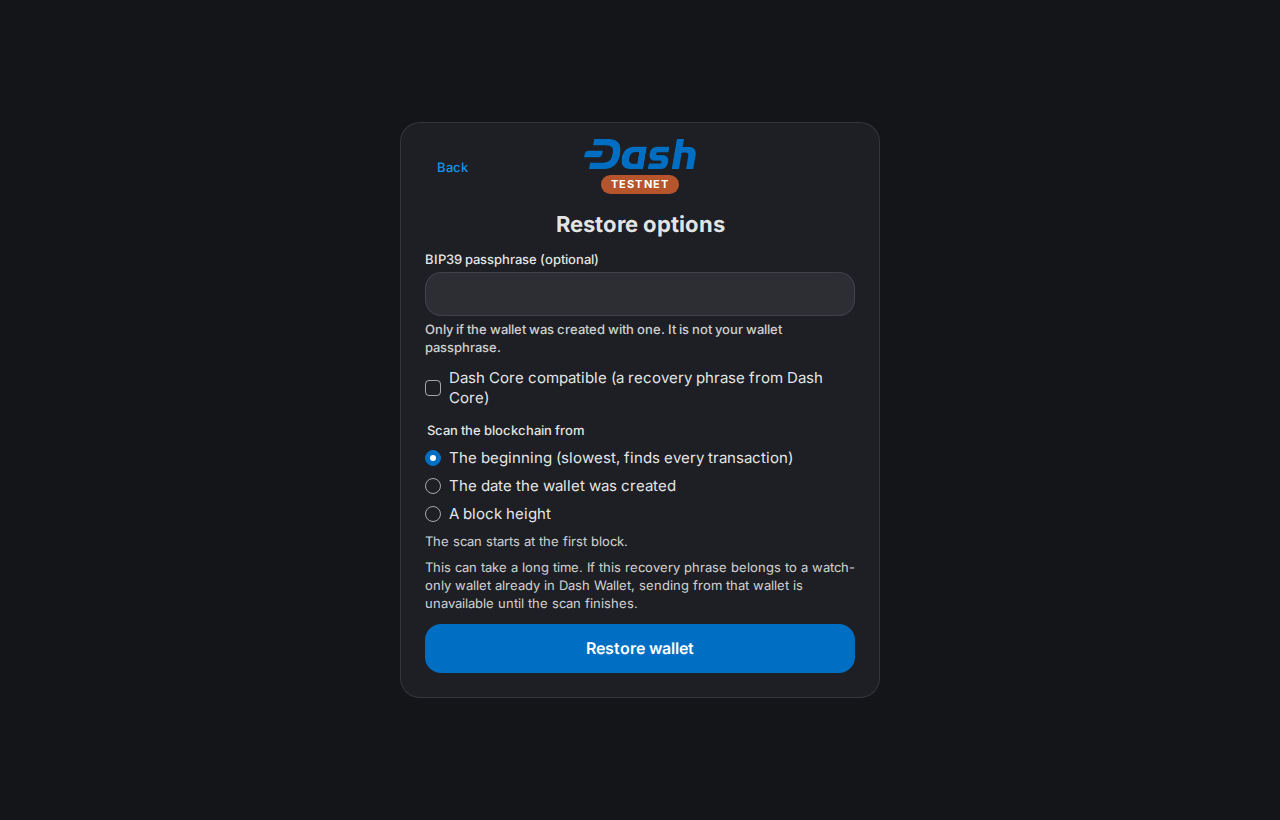 Back
Dash
TESTNET
Restore options
BIP39 passphrase (optional)
Only if the wallet was created with one. It is not your wallet
passphrase.
Dash Core compatible (a recovery phrase from Dash
Core)
Scan the blockchain from
The beginning (slowest, finds every transaction)
The date the wallet was created
A block height
The scan starts at the first block.
This can take a long time. If this recovery phrase belongs to a watch-
only wallet already in Dash Wallet, sending from that wallet is
unavailable until the scan finishes.
Restore wallet